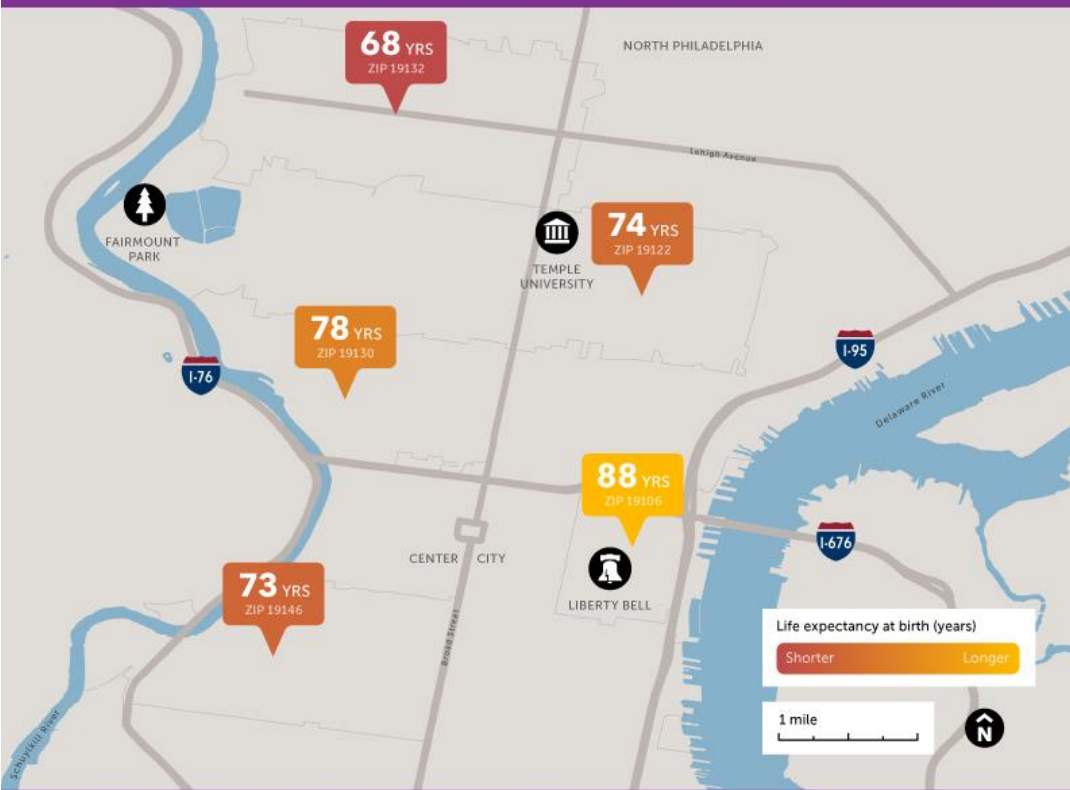 68 YRS
ZIP 19132
NORTH PHILADELPHIA
Lehigh Avenue
FAIRMOUNT
PARK
74 YRS
ZIP 19122
TEMPLE
UNIVERSITY
78 YRS
ZIP 19130
I-76
I-95
Delaware River
88 YRS
ZIP 19106
I-676
CENTER CITY
LIBERTY BELL
73 YRS
ZIP 19146
Broad Street
Schuylkill River
Life expectancy at birth (years)
Shorter Longer
1 mile
N